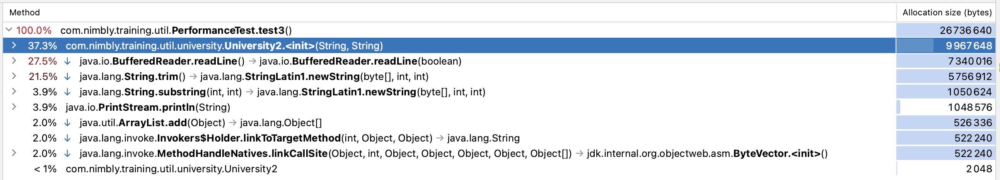 Method Allocation size (bytes)
100.0% com.nimbly.training.util.PerformanceTest.test3() 26 736 640
37.3% com.nimbly.training.util.university.University2.<init>(String, String) 9 967 648
27.5% ↓ java.io.BufferedReader.readLine() → java.io.BufferedReader.readLine(boolean) 7 340 016
21.5% ↓ java.lang.String.trim() → java.lang.StringLatin1.newString(byte[], int, int) 5 756 912
3.9% ↓ java.lang.String.substring(int, int) → java.lang.StringLatin1.newString(byte[], int, int) 1 050 624
3.9% java.io.PrintStream.println(String) 1 048 576
2.0% ↓ java.util.ArrayList.add(Object) → java.lang.Object[] 526 336
2.0% ↓ java.lang.invoke.Invokers$Holder.linkToTargetMethod(int, Object, Object) → java.lang.String 522 240
2.0% ↓ java.lang.invoke.MethodHandleNatives.linkCallSite(Object, int, Object, Object, Object, Object, Object[]) → jdk.internal.org.objectweb.asm.ByteVector.<init>() 522 240
< 1% com.nimbly.training.util.university.University2 2 048